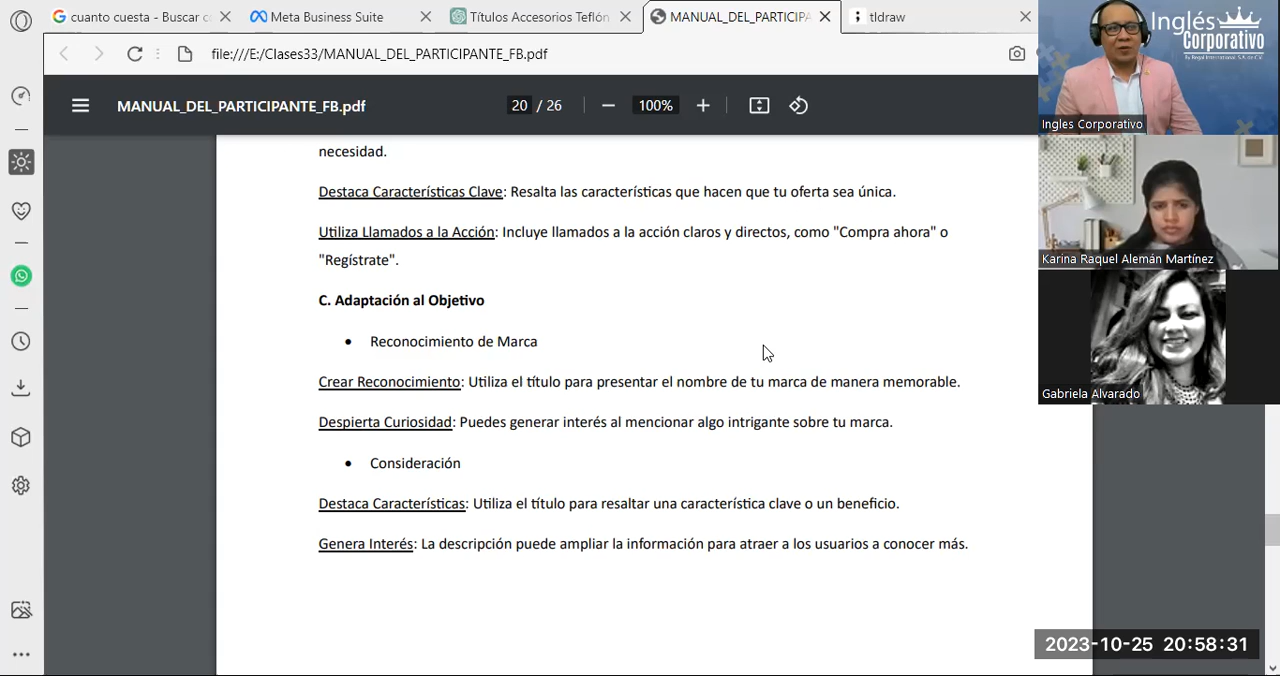 cuanto cuesta - Buscar c
Meta Business Suite
Títulos Accesorios Teflón
MANUAL_DEL_PARTICIPA
tldraw
file:///E:/Clases33/MANUAL_DEL_PARTICIPANTE_FB.pdf
MANUAL_DEL_PARTICIPANTE_FB.pdf
20 / 26
100%
necesidad.
Destaca Características Clave: Resalta las características que hacen que tu oferta sea única.
Utiliza Llamados a la Acción: Incluye llamados a la acción claros y directos, como "Compra ahora" o
"Regístrate".
C. Adaptación al Objetivo
• Reconocimiento de Marca
Crear Reconocimiento: Utiliza el título para presentar el nombre de tu marca de manera memorable.
Despierta Curiosidad: Puedes generar interés al mencionar algo intrigante sobre tu marca.
• Consideración
Destaca Características: Utiliza el título para resaltar una característica clave o un beneficio.
Genera Interés: La descripción puede ampliar la información para atraer a los usuarios a conocer más.
Inglés
Corporativo
By Regal International, S.A. de C.V.
Ingles Corporativo
Karina Raquel Alemán Martínez
Gabriela Alvarado
2023-10-25 20:58:31